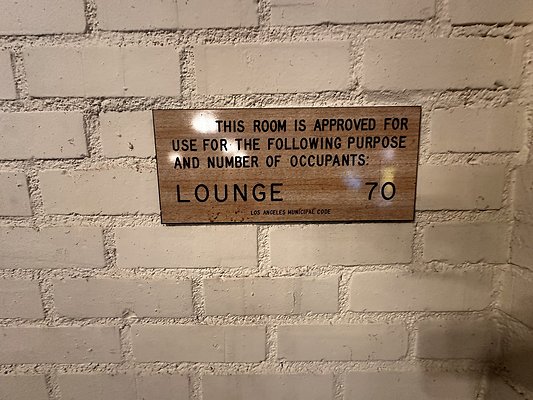 THIS ROOM IS APPROVED FOR
USE FOR THE FOLLOWING PURPOSE
AND NUMBER OF OCCUPANTS:
LOUNGE 70
LOS ANGELES MUNICIPAL CODE